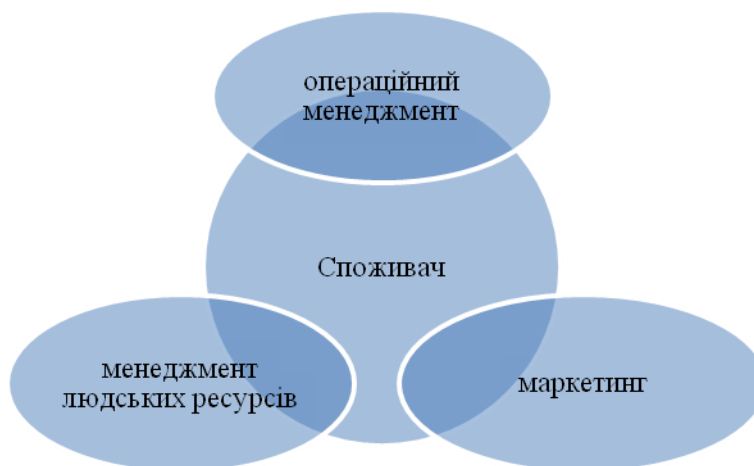 операційний
менеджмент
Споживач
менеджмент
людських ресурсів
маркетинг